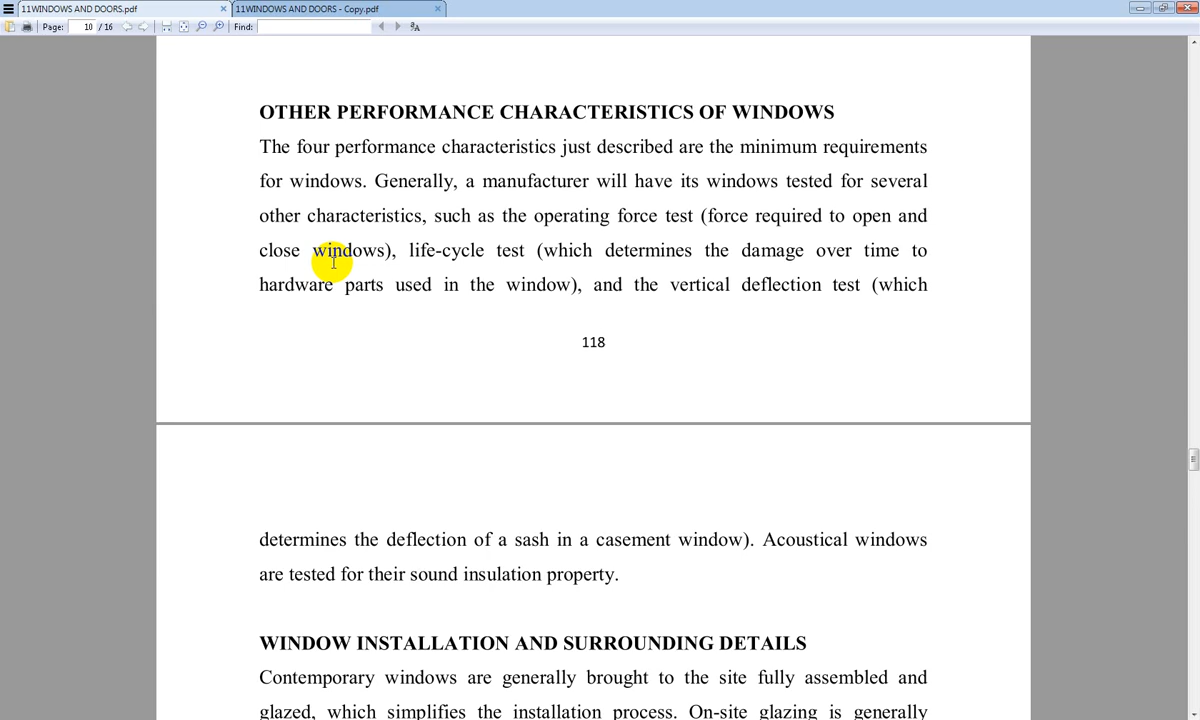 11WINDOWS AND DOORS.pdf
11WINDOWS AND DOORS - Copy.pdf
Page: 10 / 16 Find:
OTHER PERFORMANCE CHARACTERISTICS OF WINDOWS
The four performance characteristics just described are the minimum requirements
for windows. Generally, a manufacturer will have its windows tested for several
other characteristics, such as the operating force test (force required to open and
close windows), life-cycle test (which determines the damage over time to
hardware parts used in the window), and the vertical deflection test (which
118
determines the deflection of a sash in a casement window). Acoustical windows
are tested for their sound insulation property.
WINDOW INSTALLATION AND SURROUNDING DETAILS
Contemporary windows are generally brought to the site fully assembled and
glazed, which simplifies the installation process. On-site glazing is generally